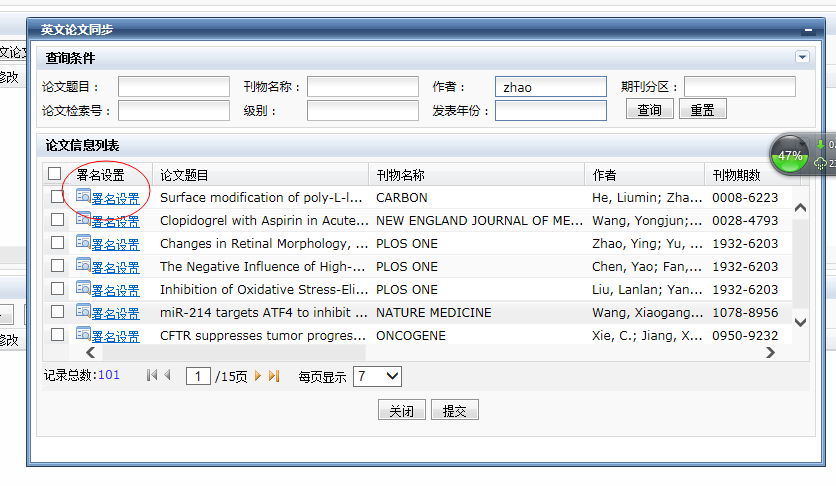 英文论文同步
查询条件
论文题目： 刊物名称： 作者： zhao 期刊分区：
论文检索号： 级别： 发表年份： 查询 重置
论文信息列表
署名设置 论文题目 刊物名称 作者 刊物期数
署名设置 Surface modification of poly-L-l... CARBON He, Liumin; Zha... 0008-6223
署名设置 Clopidogrel with Aspirin in Acute... NEW ENGLAND JOURNAL OF ME... Wang, Yongjun;... 0028-4793
署名设置 Changes in Retinal Morphology, ... PLOS ONE Zhao, Ying; Yu, ... 1932-6203
署名设置 The Negative Influence of High-... PLOS ONE Chen, Yao; Fan,... 1932-6203
署名设置 Inhibition of Oxidative Stress-Eli... PLOS ONE Liu, Lanlan; Yan... 1932-6203
署名设置 miR-214 targets ATF4 to inhibit ... NATURE MEDICINE Wang, Xiaogang... 1078-8956
署名设置 CFTR suppresses tumor progres... ONCOGENE Xie, C.; Jiang, X... 0950-9232
记录总数:101 1 /15页 每页显示 7
关闭 提交
47%
修改
修改